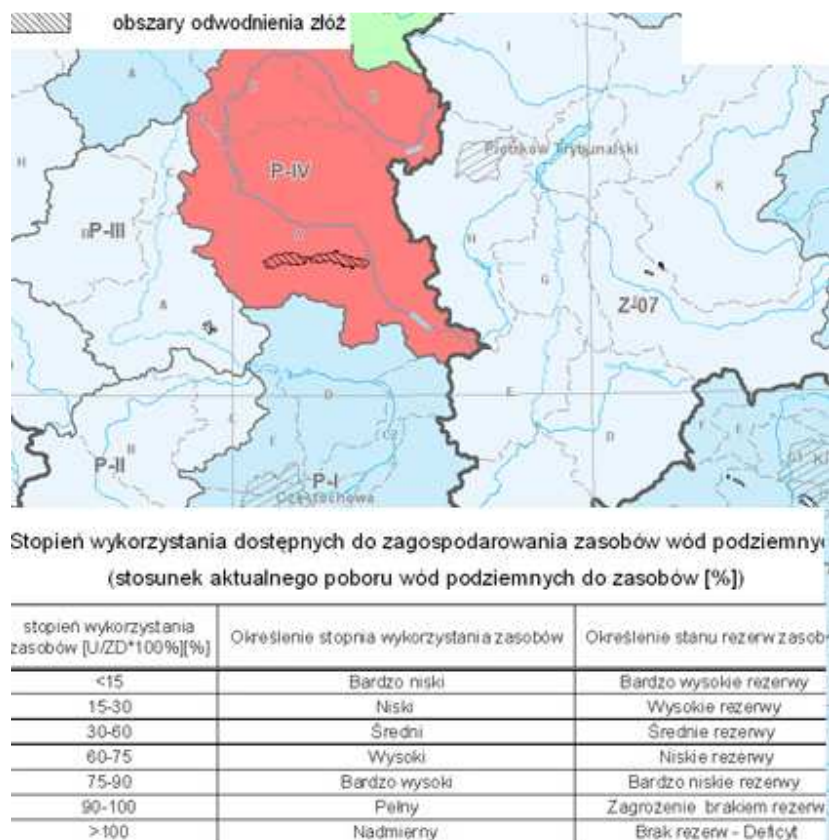 obszary odwodnienia złóż
Piotrków Trybunalski
P-IV
P-III
Z-07
P-II
P-I
Częstochowa
Stopień wykorzystania dostępnych do zagospodarowania zasobów wód podziemny
(stosunek aktualnego poboru wód podziemnych do zasobów [%])
stopień wykorzystania zasobów [U/ZD*100%][%] Określenie stopnia wykorzystania zasobów Określenie stanu rezerw zasobó
<15 Bardzo niski Bardzo wysokie rezerwy
15-30 Niski Wysokie rezerwy
30-60 Średni Średnie rezerwy
60-75 Wysoki Niskie rezerwy
75-90 Bardzo wysoki Bardzo niskie rezerwy
90-100 Pełny Zagrożenie brakiem rezerw
>100 Nadmierny Brak rezerw - Deficyt